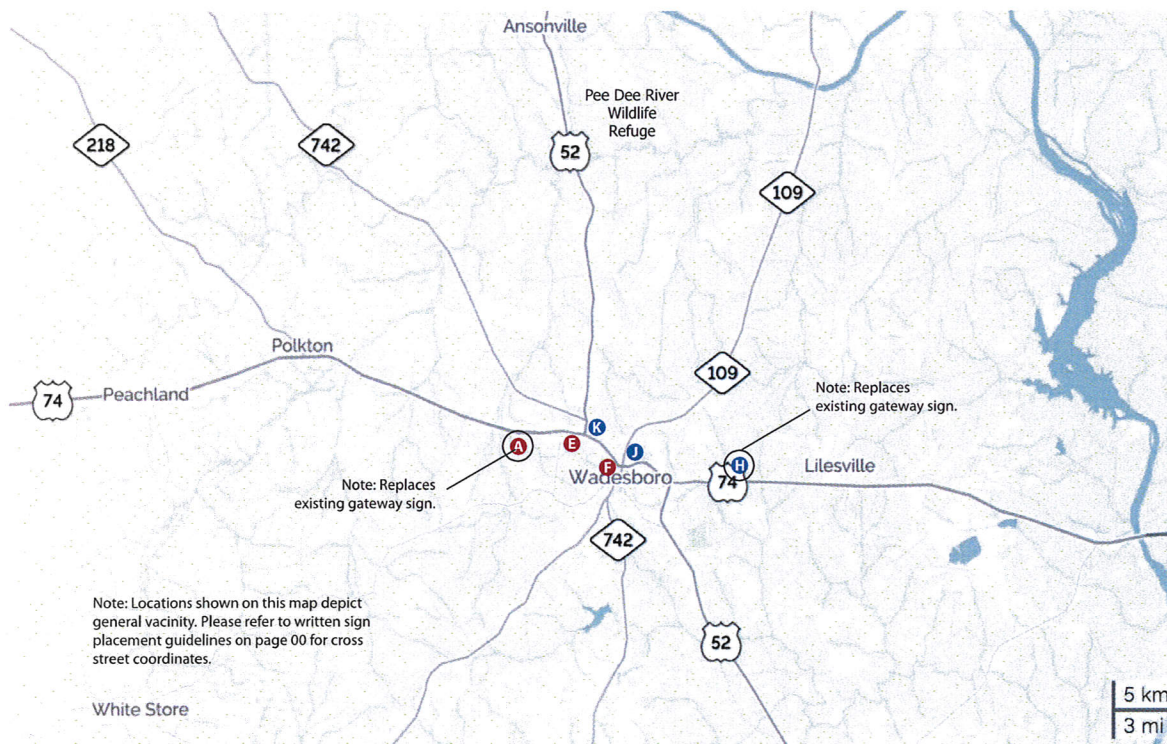 Ansonville
Pee Dee River
Wildlife
Refuge
218
742
52
109
Polkton
109
74
Peachland
Note: Replaces
existing gateway sign.
K
A
E
J
F
H
Wadesboro
74
Lilesville
Note: Replaces
existing gateway sign.
742
Note: Locations shown on this map depict
general vacinity. Please refer to written sign
placement guidelines on page 00 for cross
street coordinates.
52
White Store
5 km
3 mi